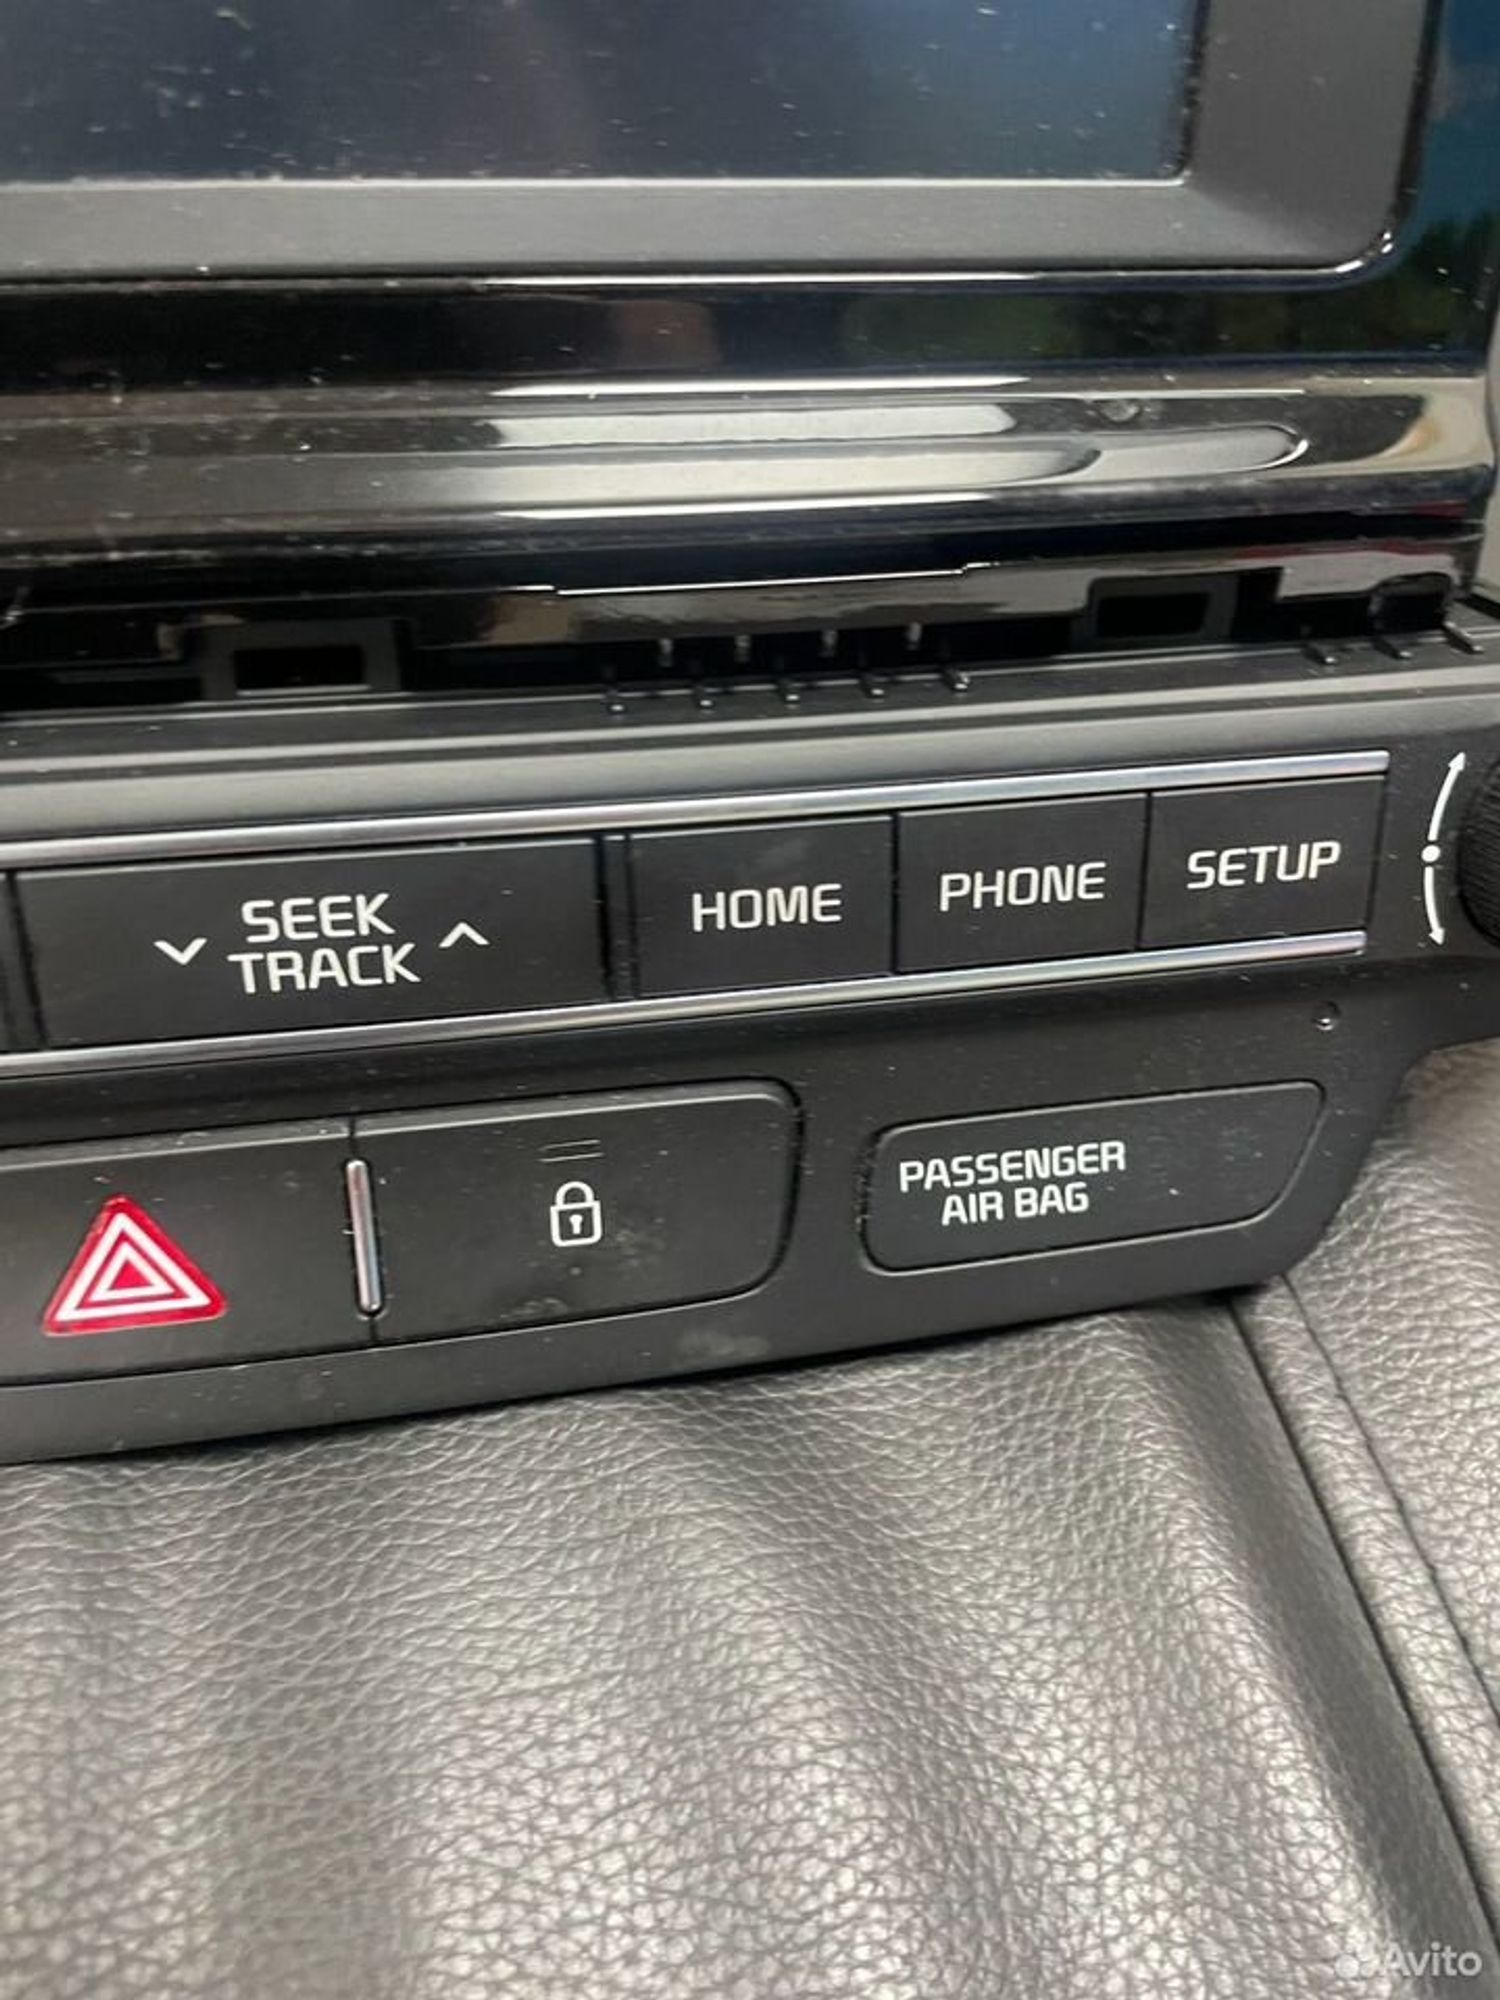 SEEK
TRACK
HOME
PHONE
SETUP
PASSENGER
AIR BAG
Avito